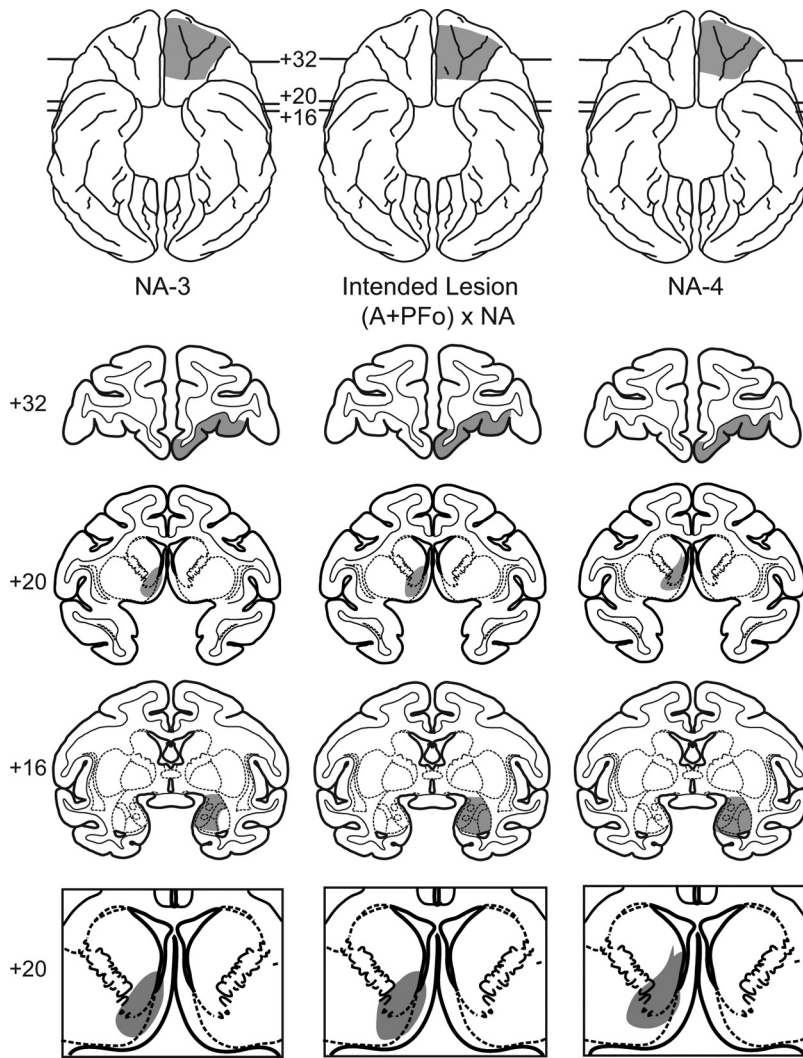 +32
+20
+16
NA-3
Intended Lesion
(A+PFo) x NA
NA-4
+32
+20
+16
+20